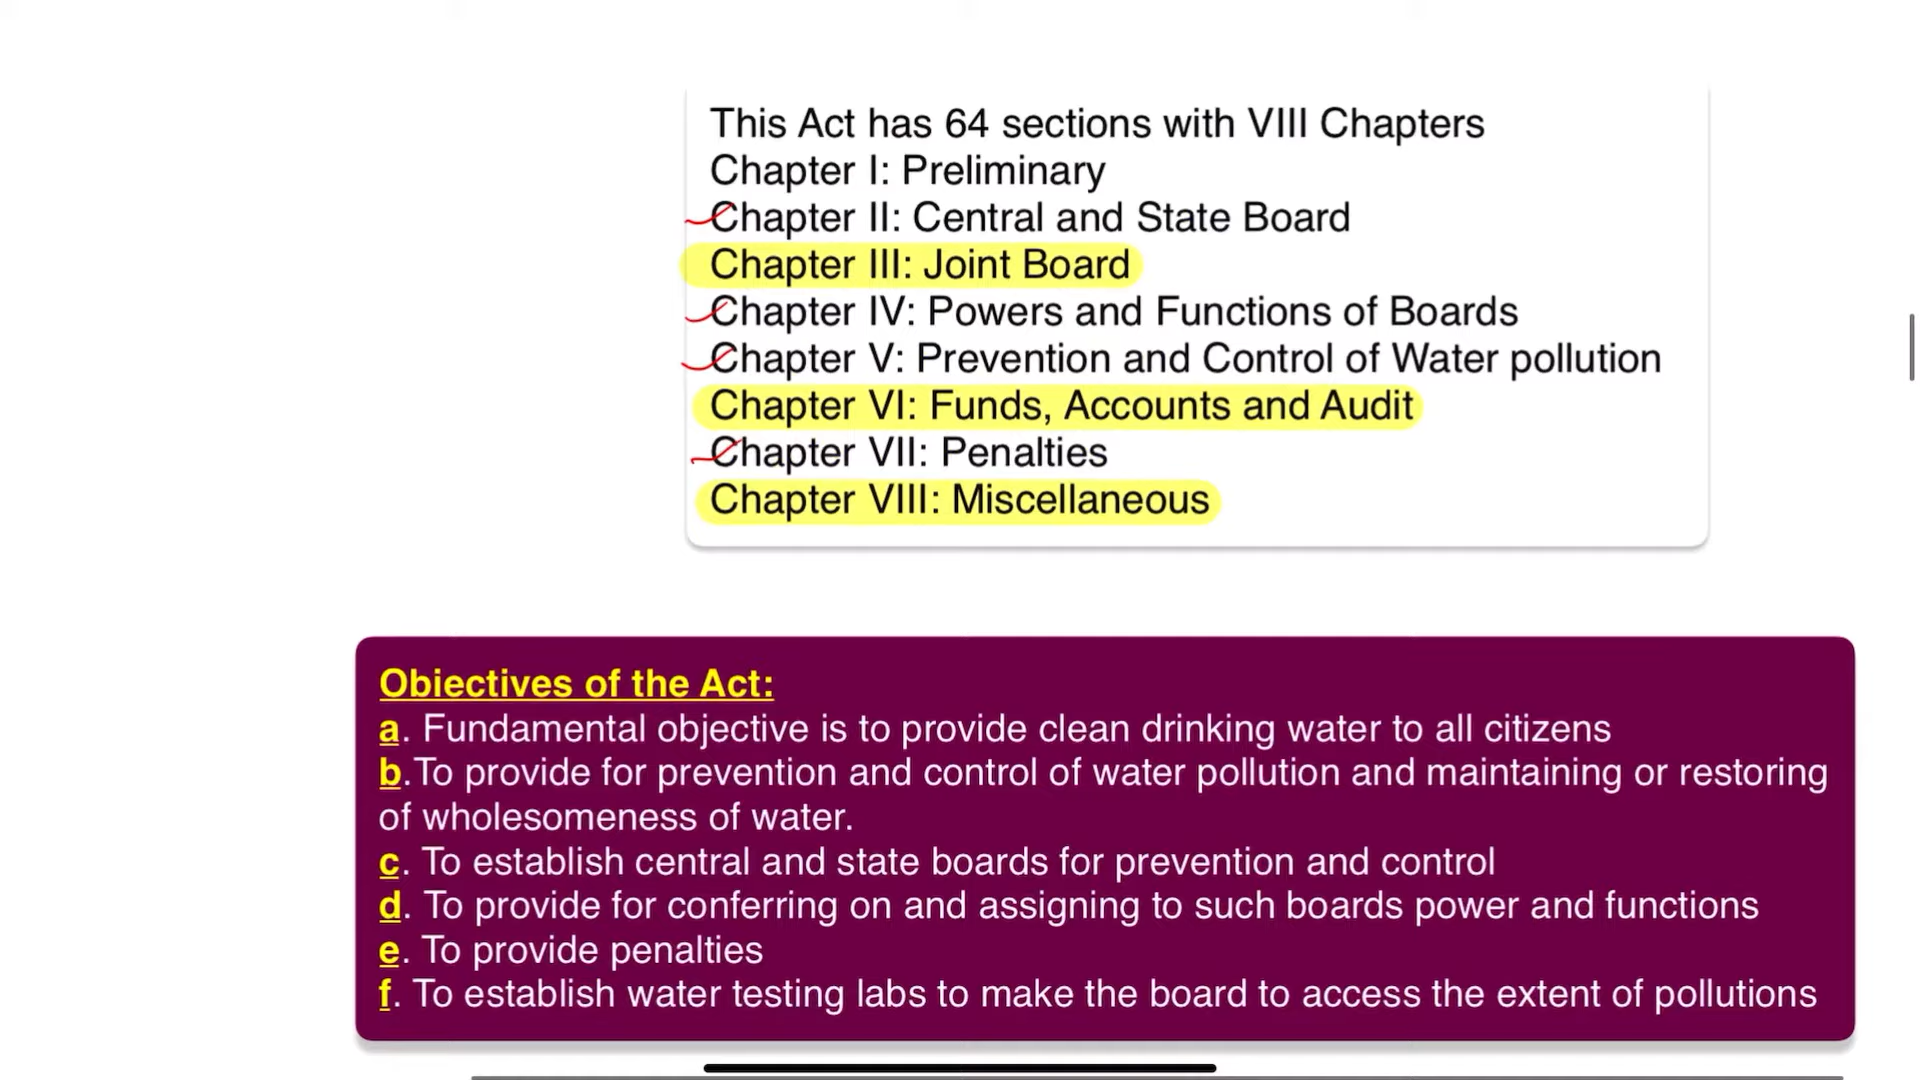 This Act has 64 sections with VIII Chapters
Chapter I: Preliminary
Chapter II: Central and State Board
Chapter III: Joint Board
Chapter IV: Powers and Functions of Boards
Chapter V: Prevention and Control of Water pollution
Chapter VI: Funds, Accounts and Audit
Chapter VII: Penalties
Chapter VIII: Miscellaneous
Objectives of the Act:
a. Fundamental objective is to provide clean drinking water to all citizens
b.To provide for prevention and control of water pollution and maintaining or restoring
of wholesomeness of water.
c. To establish central and state boards for prevention and control
d. To provide for conferring on and assigning to such boards power and functions
e. To provide penalties
f. To establish water testing labs to make the board to access the extent of pollutions